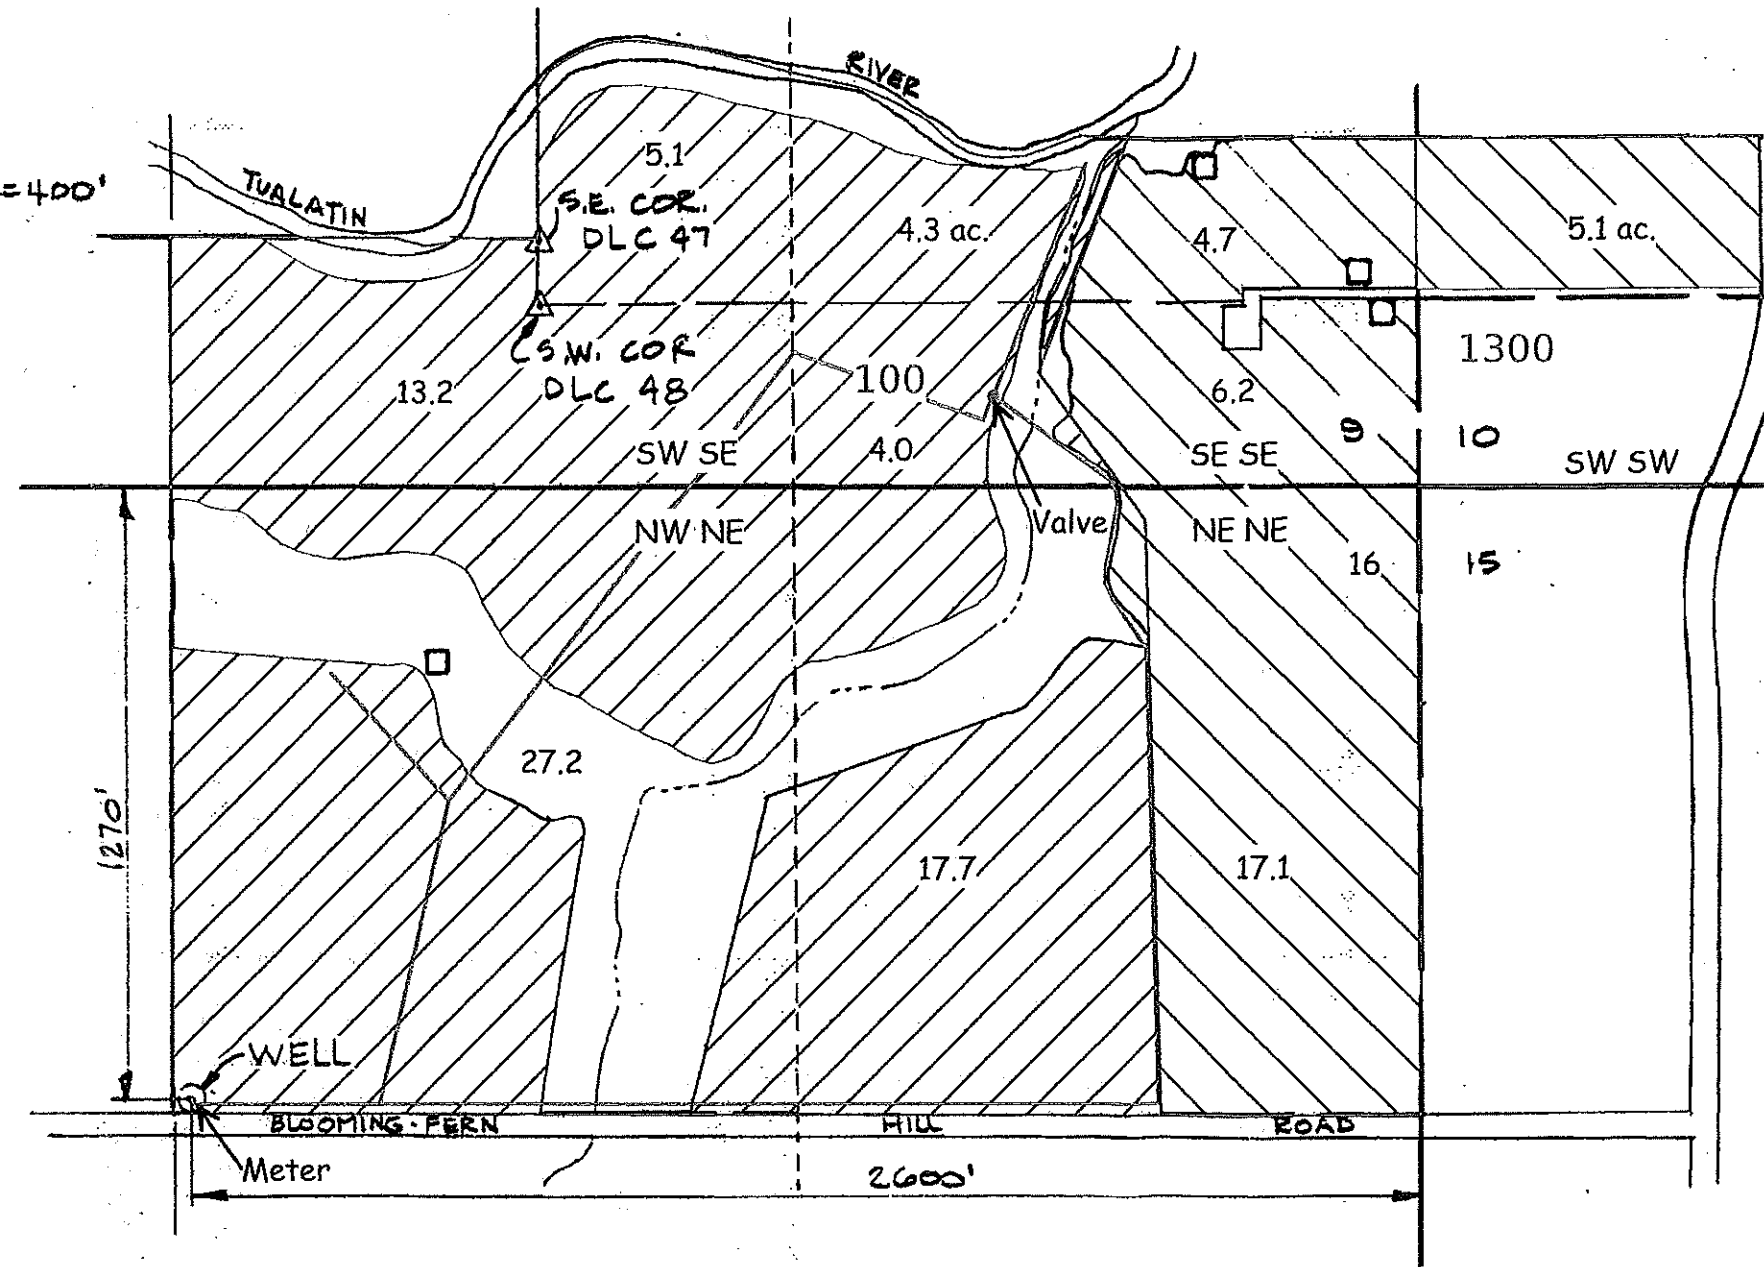 RIVER
5.1
=400'
TUALATIN
S.E. COR.
DLC 47
4.3 ac.
4.7
5.1 ac.
S.W. COR
DLC 48
13.2
100
6.2
1300
9
10
SW SE
4.0
SE SE
SW SW
NW NE
Valve
NE NE
16
15
27.2
1270'
17.7
17.1
WELL
BLOOMING-FERN HILL ROAD
Meter
2600'